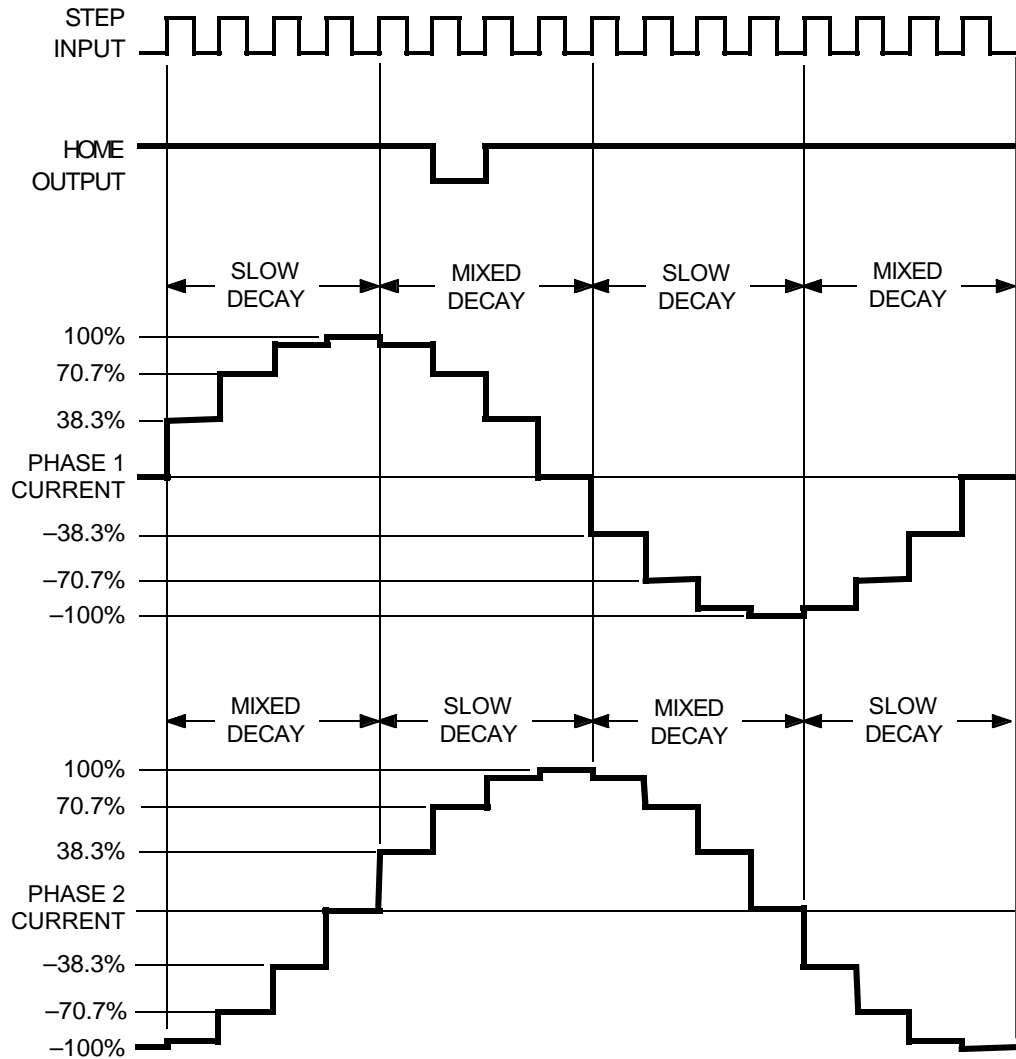 STEP
INPUT
HOME
OUTPUT
SLOW
DECAY
MIXED
DECAY
SLOW
DECAY
MIXED
DECAY
100%
70.7%
38.3%
PHASE 1
CURRENT
–38.3%
–70.7%
–100%
MIXED
DECAY
SLOW
DECAY
MIXED
DECAY
SLOW
DECAY
100%
70.7%
38.3%
PHASE 2
CURRENT
–38.3%
–70.7%
–100%